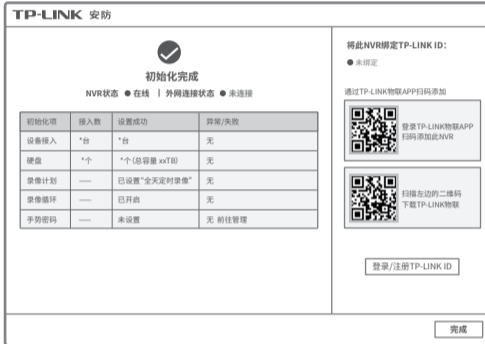 TP-LINK 安防
初始化完成
NVR状态 ● 在线 | 外网连接状态 ● 未连接
初始化项 接入数 设置成功 异常/失败
设备接入 *台 *台 无
硬盘 *个 *个(总容量 xxTB) 无
录像计划 —— 已设置“全天定时录像” 无
录像循环 —— 已开启 无
手势密码 —— 未设置 无 前往管理
将此NVR绑定TP-LINK ID：
● 未绑定
通过TP-LINK物联APP扫码添加
登录TP-LINK物联APP
扫码添加此NVR
扫描左边的二维码
下载TP-LINK物联
登录/注册TP-LINK ID
完成